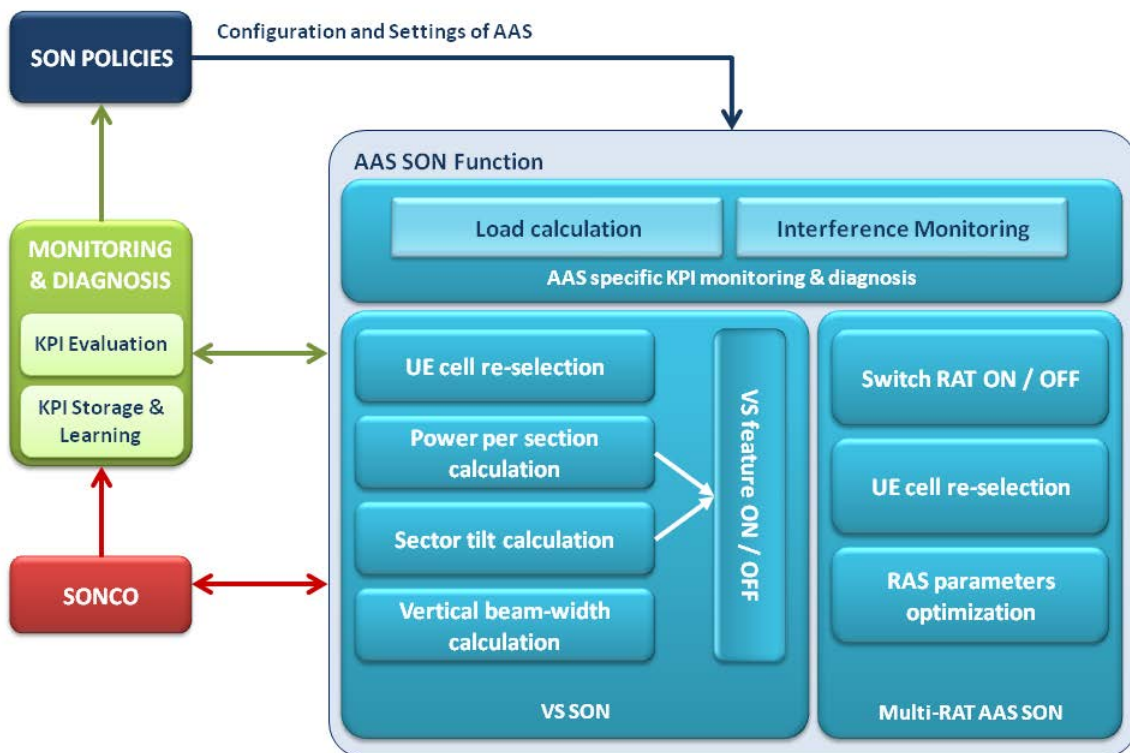 SON POLICIES
Configuration and Settings of AAS
MONITORING
& DIAGNOSIS
KPI Evaluation
KPI Storage &
Learning
SONCO
AAS SON Function
Load calculation
Interference Monitoring
AAS specific KPI monitoring & diagnosis
UE cell re-selection
Power per section
calculation
Sector tilt calculation
Vertical beam-width
calculation
VS feature ON / OFF
VS SON
Switch RAT ON / OFF
UE cell re-selection
RAS parameters
optimization
Multi-RAT AAS SON